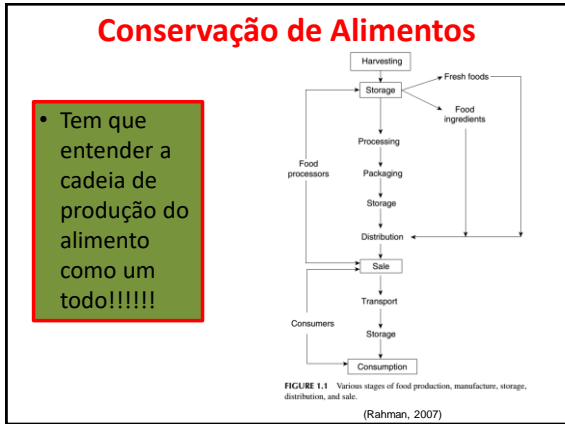 Conservação de Alimentos
• Tem que
entender a
cadeia de
produção do
alimento
como um
todo!!!!!!
Harvesting
Storage
Fresh foods
Food
ingredients
Processing
Food
processors
Packaging
Storage
Distribution
Sale
Transport
Consumers
Storage
Consumption
FIGURE 1.1 Various stages of food production, manufacture, storage,
distribution, and sale.
(Rahman, 2007)